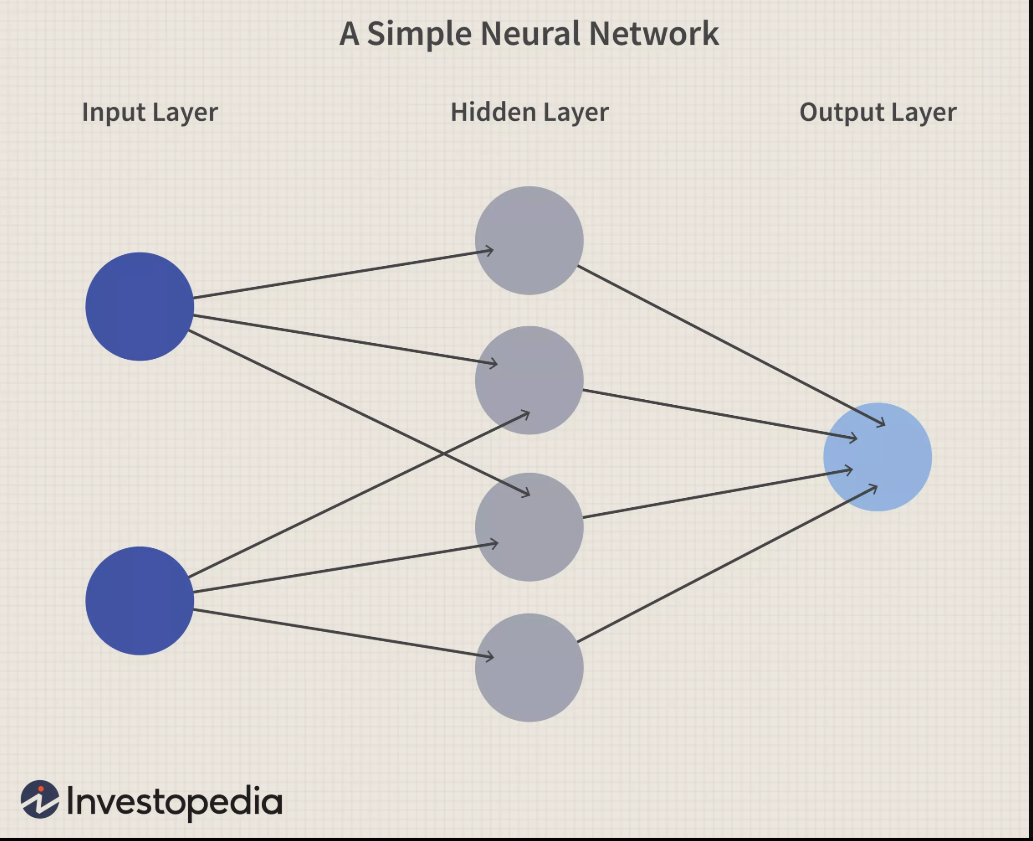 A Simple Neural Network
Input Layer Hidden Layer Output Layer
Investopedia